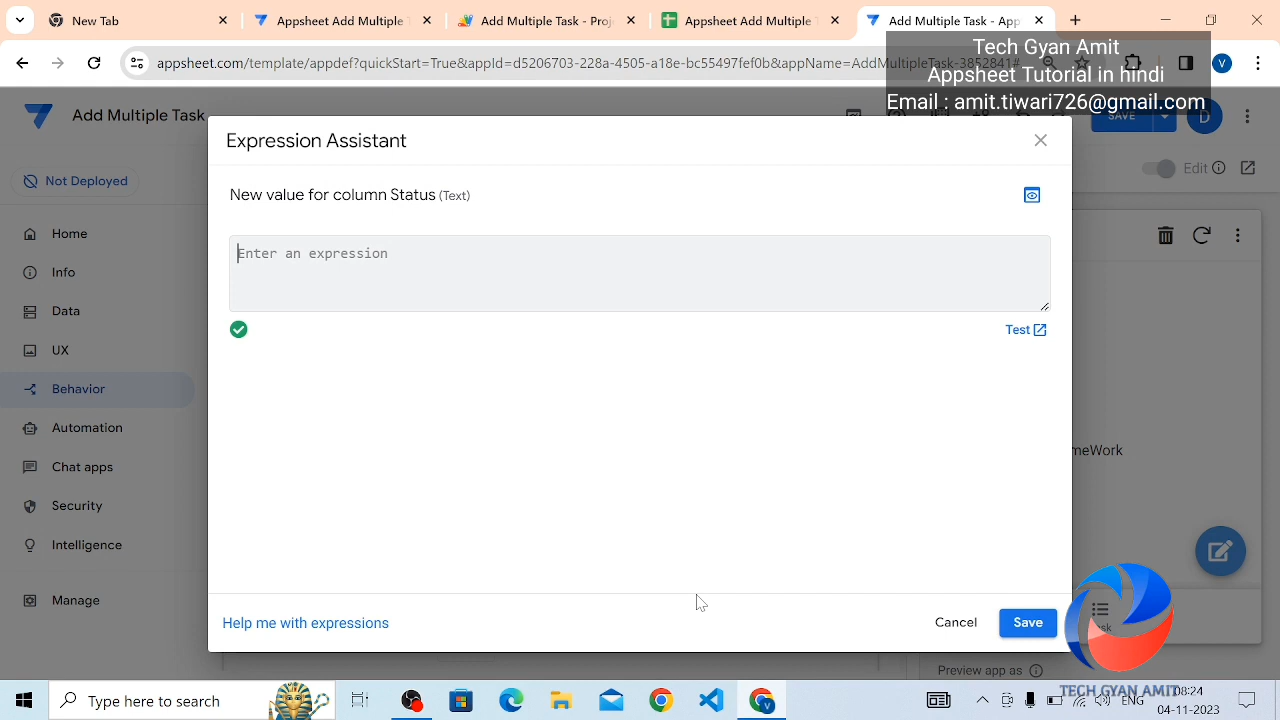 New Tab
Appsheet Add Multiple
Add Multiple Task - Proj
Appsheet Add Multiple
Add Multiple Task - App
appsheet.com/template/appdef?quickStart=True&appId=d5206703-228a-4505-a18e-bc55497fef0b&appName=AddMultipleTask-3852841#
V
Tech Gyan Amit
Appsheet Tutorial in hindi
Email : amit.tiwari726@gmail.com
Add Multiple Task
SAVE
D
Not Deployed
Edit
Home
Info
Data
UX
Behavior
Automation
Chat apps
Security
Intelligence
Manage
Expression Assistant
New value for column Status (Text)
Enter an expression
Test
Help me with expressions
Cancel
Save
meWork
Preview app as
TECH GYAN AMIT
Type here to search
V
08:24
04-11-2023